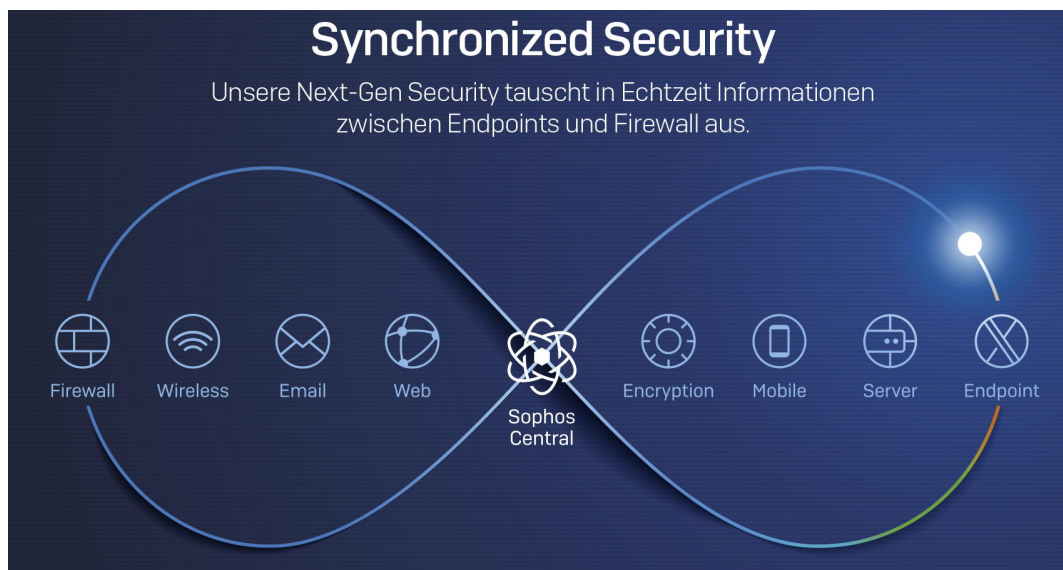 Synchronized Security
Unsere Next-Gen Security tauscht in Echtzeit Informationen
zwischen Endpoints und Firewall aus.
Firewall
Wireless
Email
Web
Sophos
Central
Encryption
Mobile
Server
Endpoint